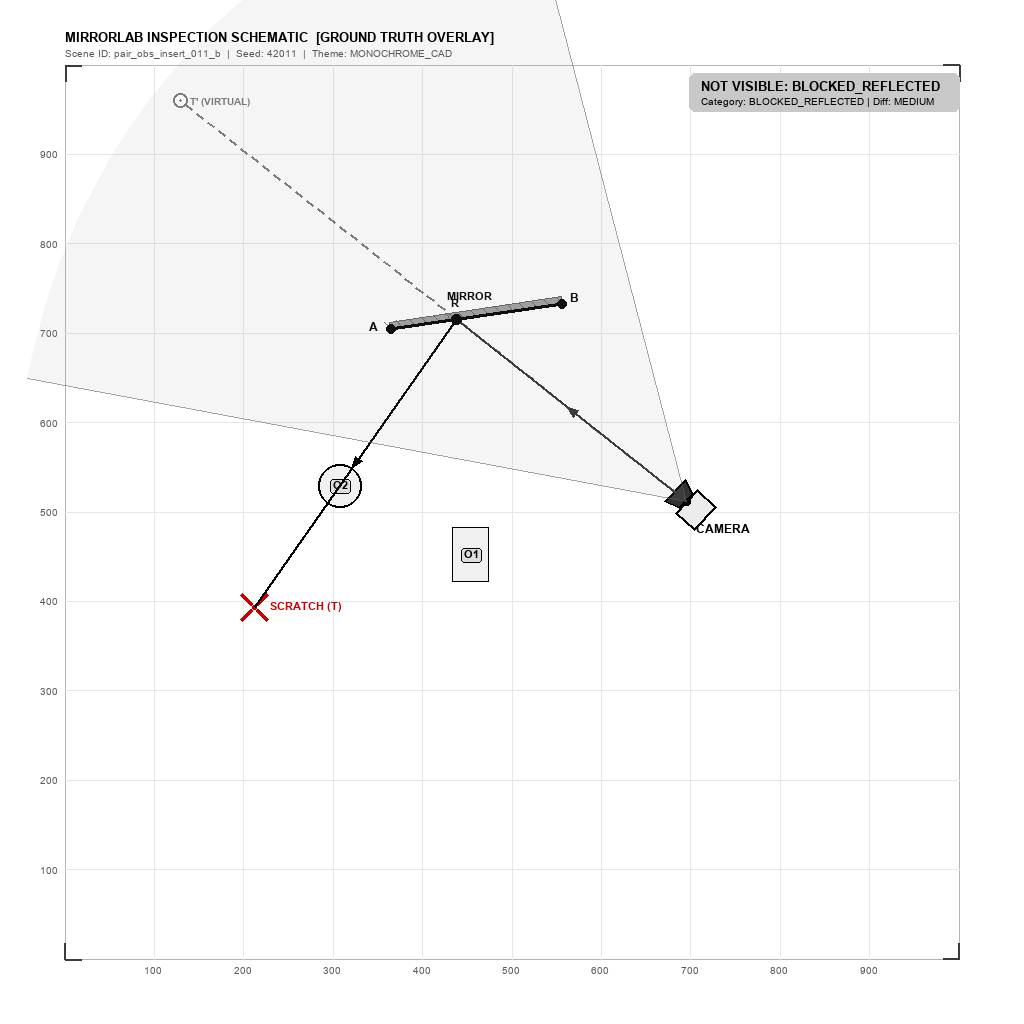 MIRRORLAB INSPECTION SCHEMATIC [GROUND TRUTH OVERLAY]
Scene ID: pair_obs_insert_011_b | Seed: 42011 | Theme: MONOCHROME_CAD
NOT VISIBLE: BLOCKED_REFLECTED
Category: BLOCKED_REFLECTED | Diff: MEDIUM
T' (VIRTUAL)
900
800
MIRROR
R
A
B
700
600
O2
500
CAMERA
O1
400
SCRATCH (T)
300
200
100
100 200 300 400 500 600 700 800 900